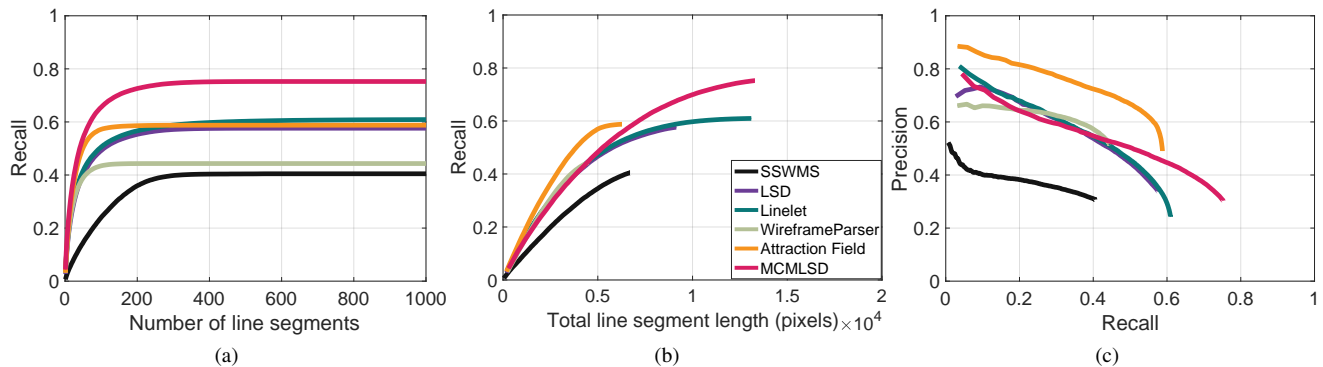 1
0.8
0.6
0.4
0.2
0
Recall
0 200 400 600 800 1000
Number of line segments
(a)
1
0.8
0.6
0.4
0.2
0
Recall
0 0.5 1 1.5 2
Total line segment length (pixels) ×10^4
SSWMS
LSD
Linelet
WireframeParser
Attraction Field
MCMLSD
(b)
1
0.8
0.6
0.4
0.2
0
Precision
0 0.2 0.4 0.6 0.8 1
Recall
(c)